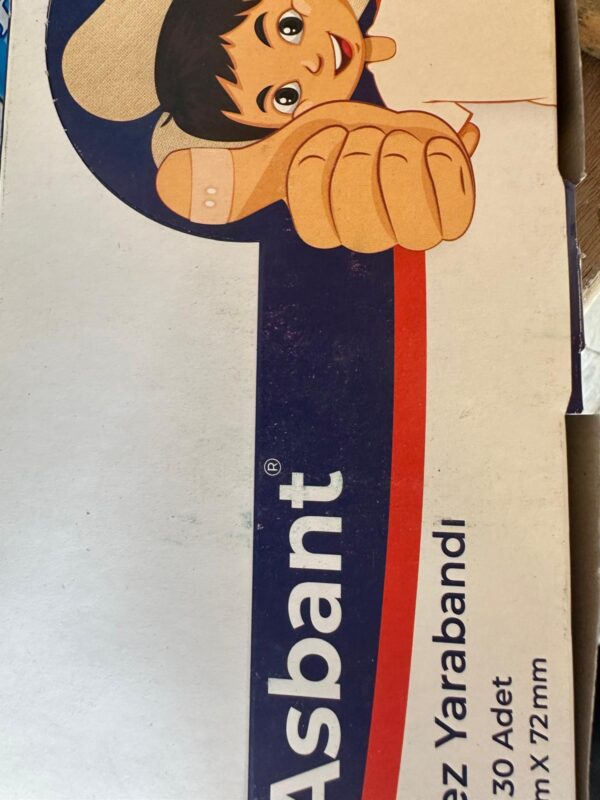 Asbant®
ez Yarabandı
30 Adet
m X 72mm